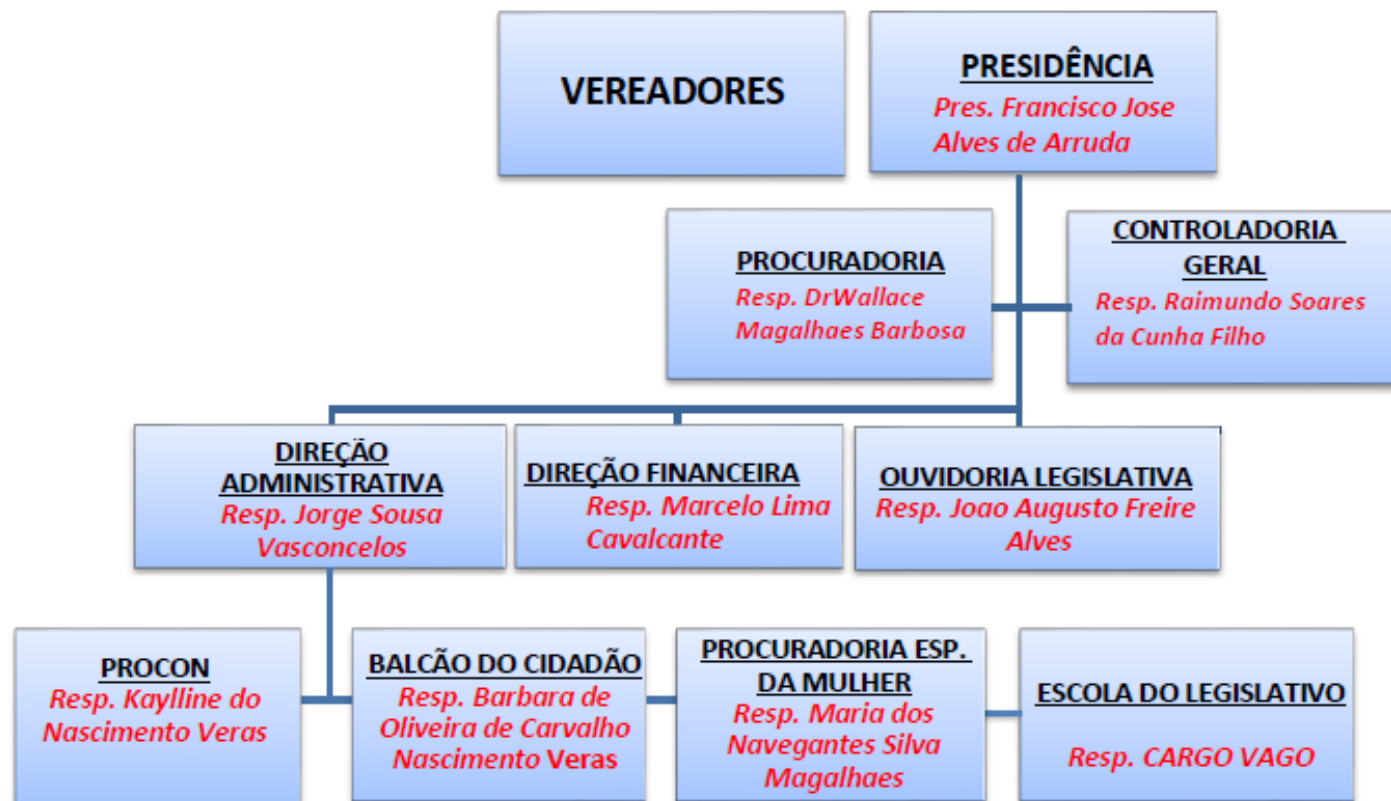 VEREADORES
PRESIDÊNCIA
Pres. Francisco Jose
Alves de Arruda
PROCURADORIA
Resp. DrWallace
Magalhaes Barbosa
CONTROLADORIA
GERAL
Resp. Raimundo Soares
da Cunha Filho
DIREÇÃO
ADMINISTRATIVA
Resp. Jorge Sousa
Vasconcelos
DIREÇÃO FINANCEIRA
Resp. Marcelo Lima
Cavalcante
OUVIDORIA LEGISLATIVA
Resp. Joao Augusto Freire
Alves
PROCON
Resp. Kaylline do
Nascimento Veras
BALCÃO DO CIDADÃO
Resp. Barbara de
Oliveira de Carvalho
Nascimento Veras
PROCURADORIA ESP.
DA MULHER
Resp. Maria dos
Navegantes Silva
Magalhaes
ESCOLA DO LEGISLATIVO
Resp. CARGO VAGO